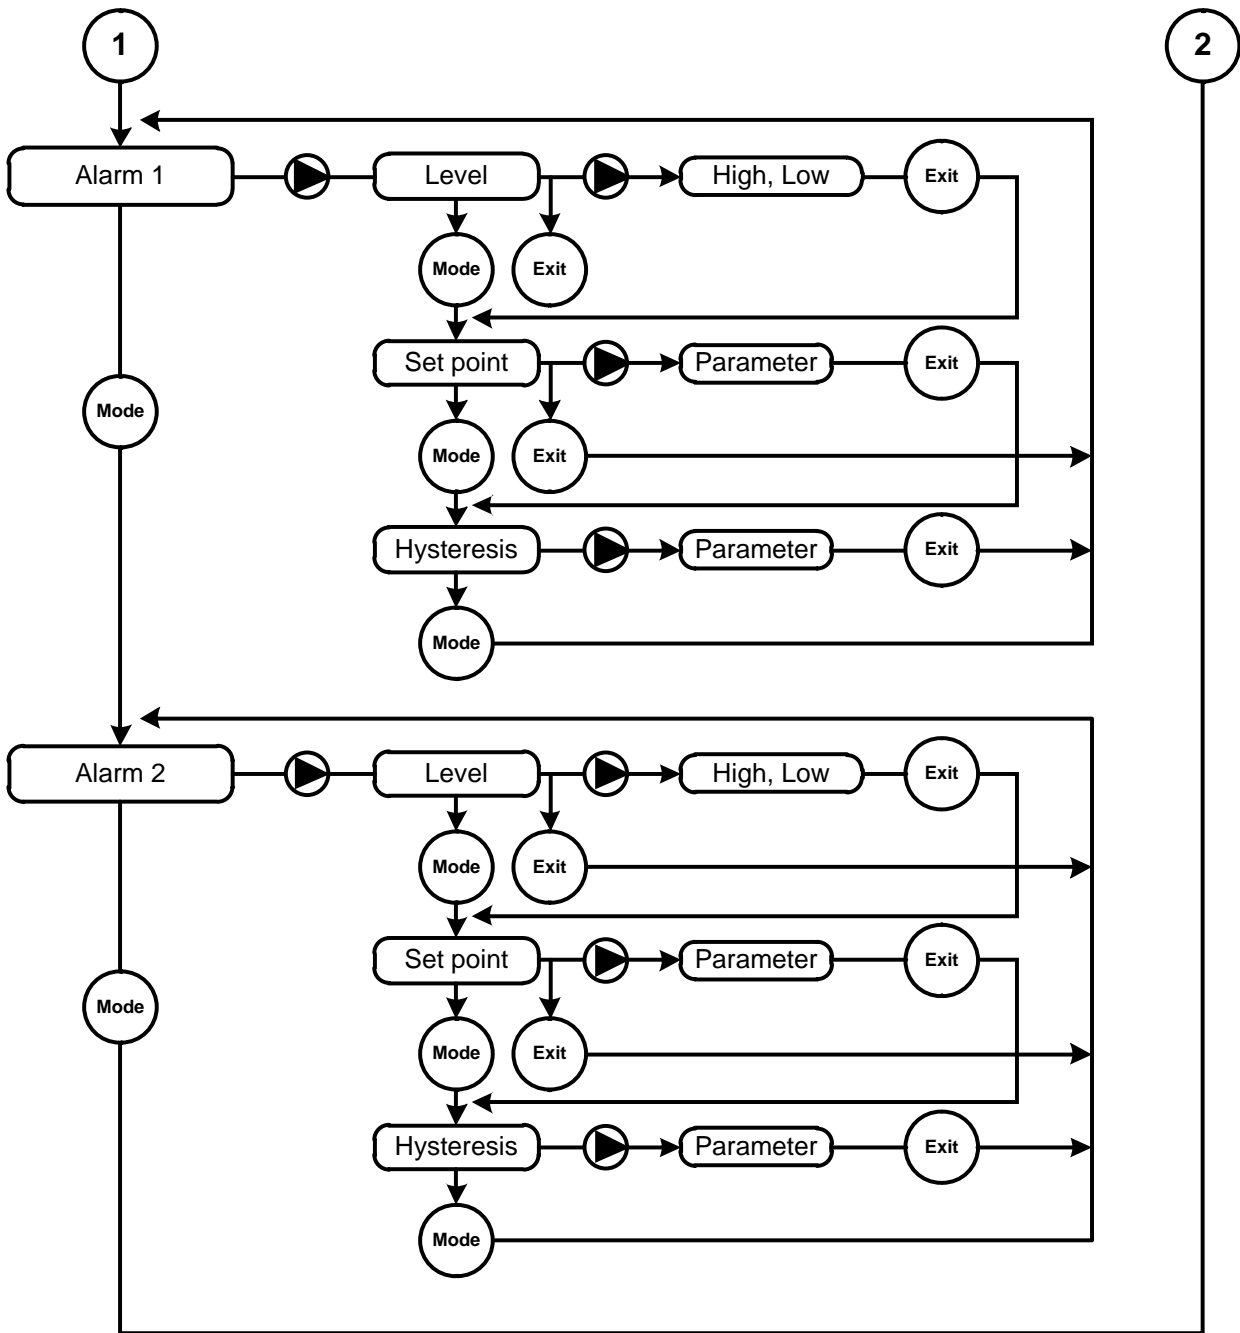 1 2
Alarm 1 Level High, Low Exit
Mode Exit
Set point Parameter Exit
Mode
Mode Exit
Hysteresis Parameter Exit
Mode
Alarm 2 Level High, Low Exit
Mode Exit
Set point Parameter Exit
Mode
Mode Exit
Hysteresis Parameter Exit
Mode